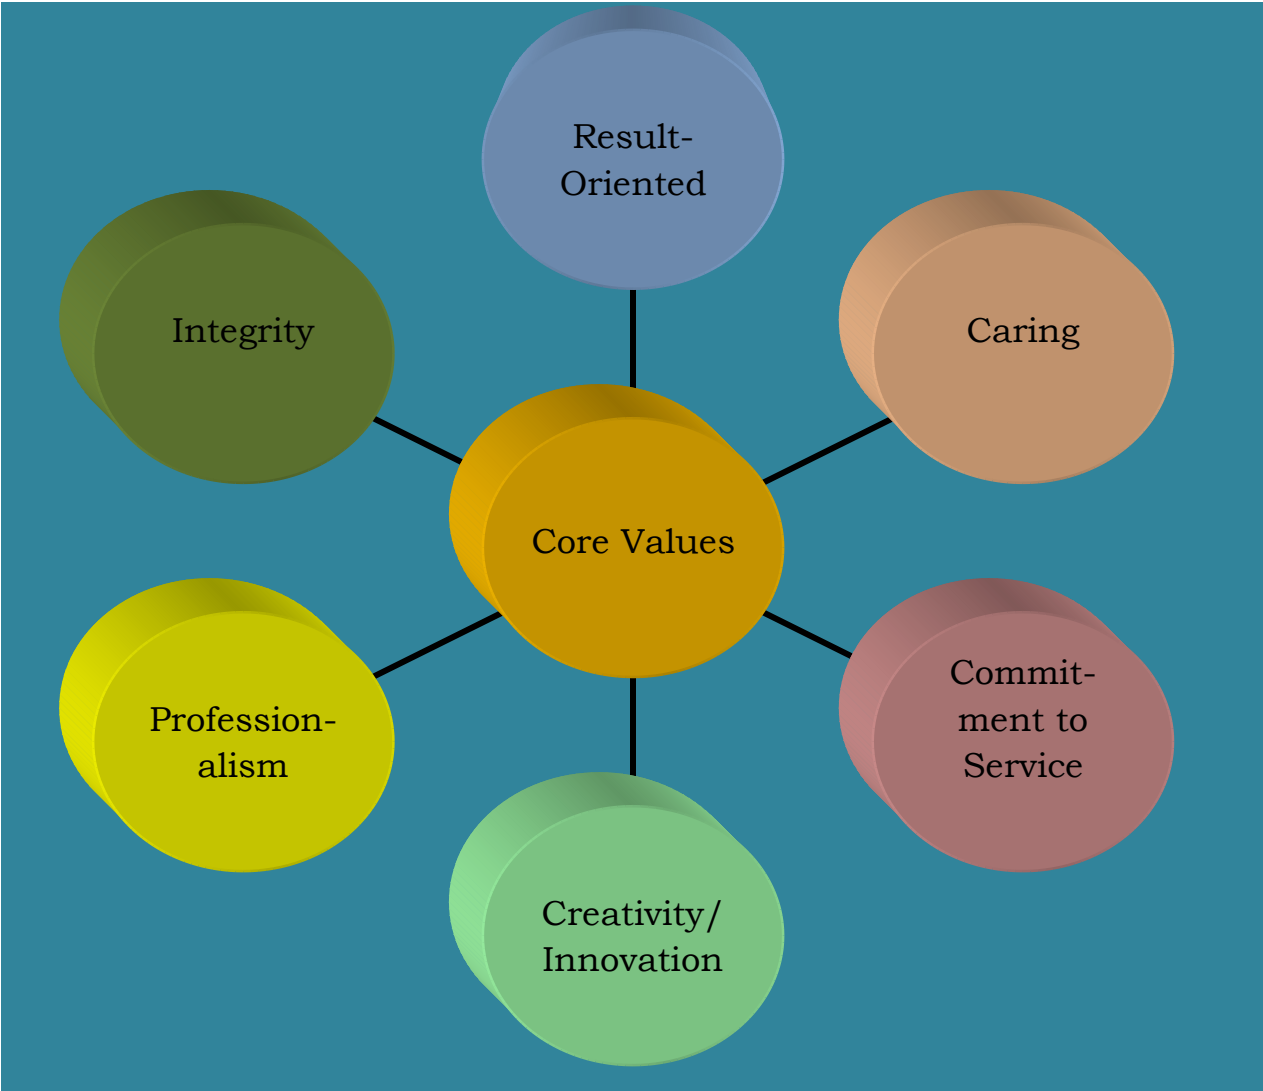 Result-
Oriented
Integrity
Caring
Core Values
Profession-
alism
Commit-
ment to
Service
Creativity/
Innovation